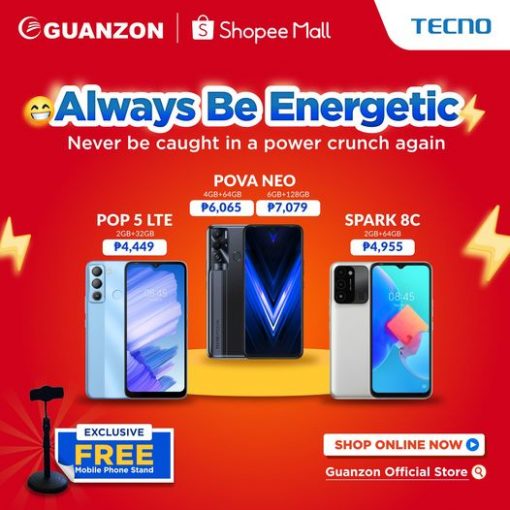 GUANZON | Shopee Mall
TECNO
Always Be Energetic
Never be caught in a power crunch again
POVA NEO
4GB+64GB 6GB+128GB
₱6,065 ₱7,079
POP 5 LTE
2GB+32GB
₱4,449
SPARK 8C
2GB+64GB
₱4,955
08:45
EXCLUSIVE
FREE
Mobile Phone Stand
SHOP ONLINE NOW
Guanzon Official Store